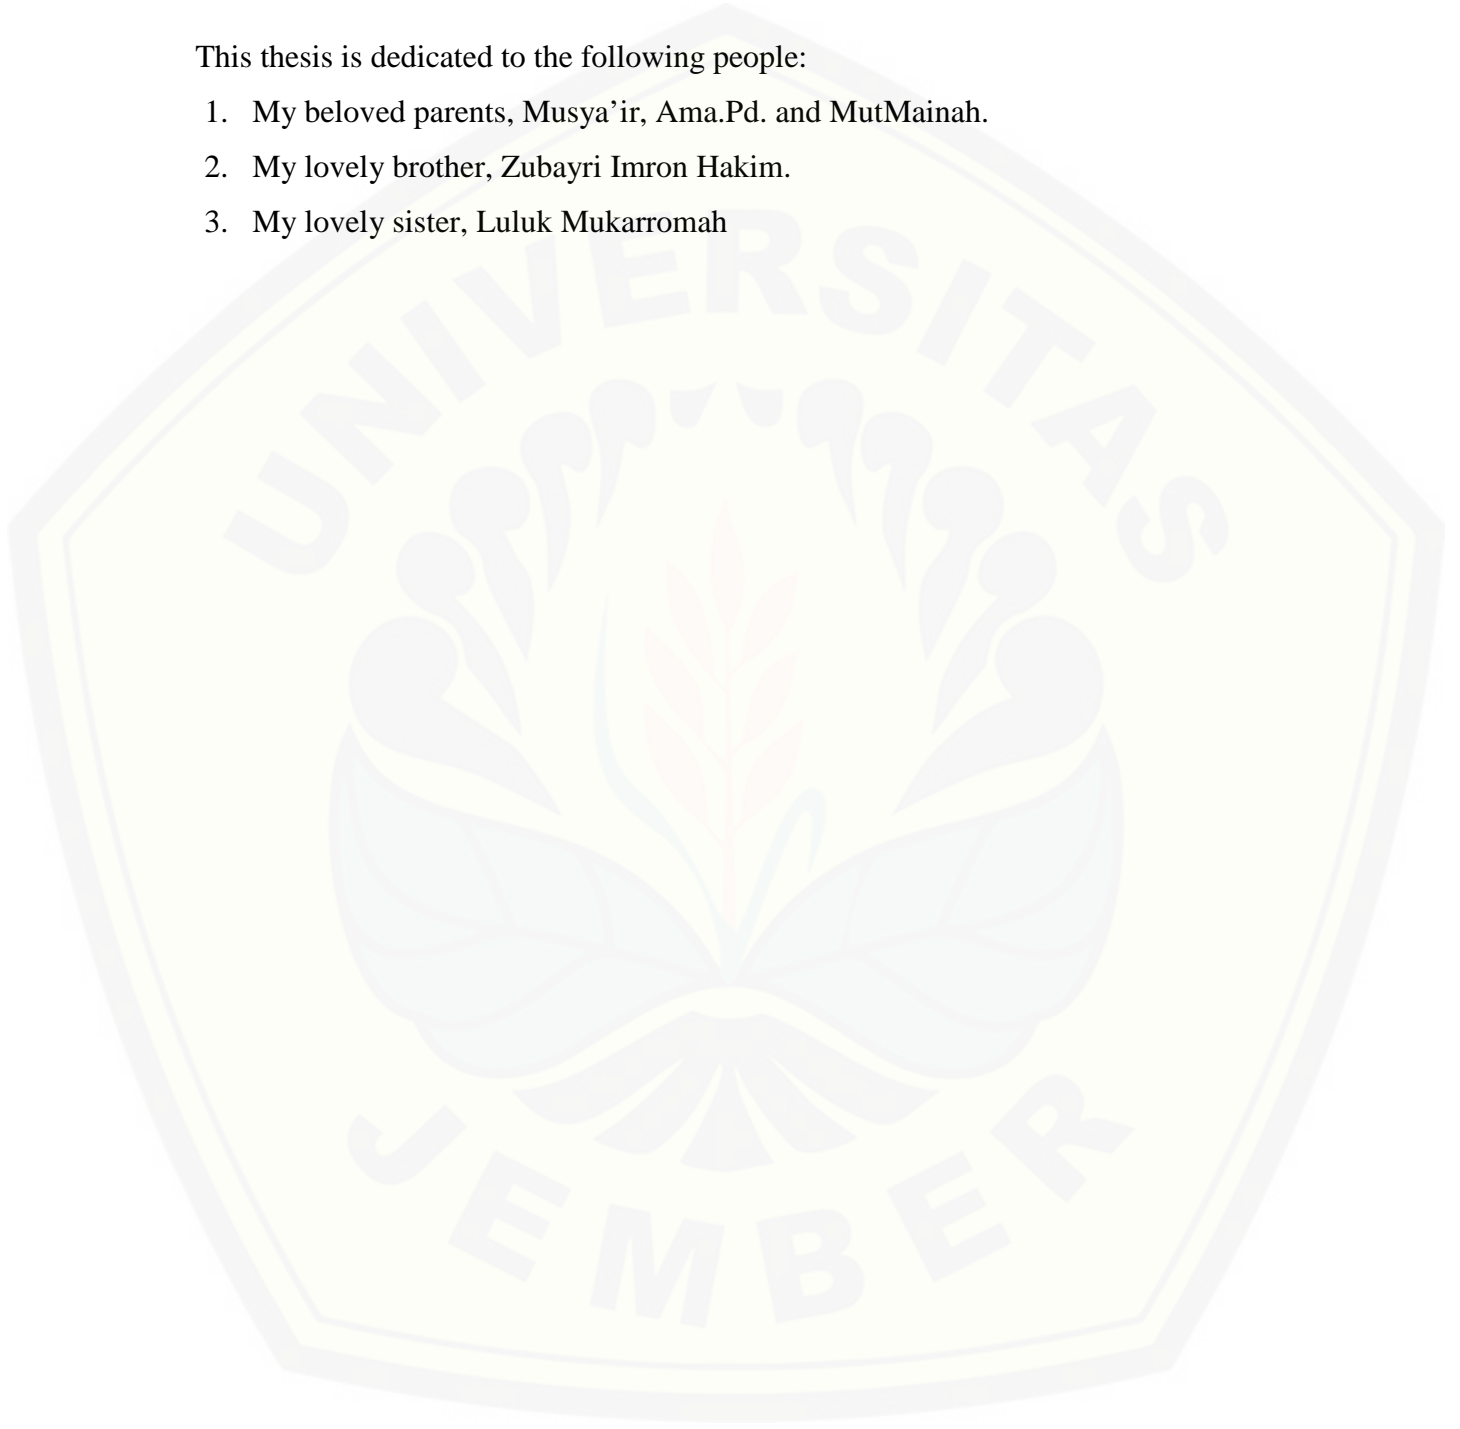 This thesis is dedicated to the following people:
1. My beloved parents, Musya’ir, Ama.Pd. and MutMainah.
2. My lovely brother, Zubayri Imron Hakim.
3. My lovely sister, Luluk Mukarromah
UNIVERSITAS
JEMBER